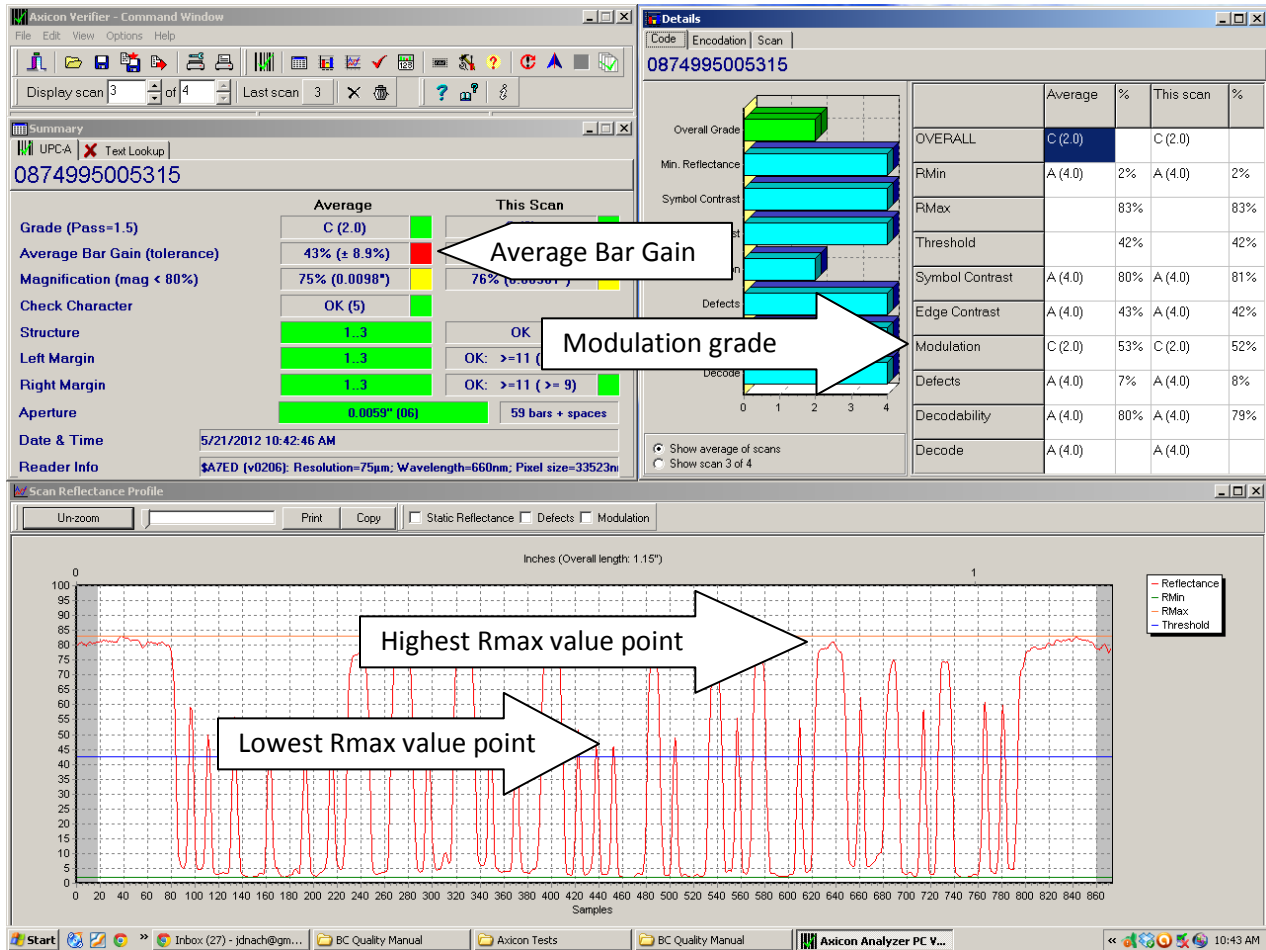 Axicon Verifier - Command Window
File Edit View Options Help
Display scan 3 of 4 Last scan 3
Summary
UPC-A Text Lookup
0874995005315
Average This Scan
Grade (Pass=1.5) C (2.0)
Average Bar Gain (tolerance) 43% (± 8.9%)
Magnification (mag < 80%) 75% (0.0098") 76%
Check Character OK (5)
Structure 1..3 OK
Left Margin 1..3 OK: >=11 (
Right Margin 1..3 OK: >=11 ( >= 9)
Aperture 0.0059" (06) 59 bars + spaces
Date & Time 5/21/2012 10:42:46 AM
Reader Info $A7ED (v0206): Resolution=75µm; Wavelength=660nm; Pixel size=33523n
Average Bar Gain
Modulation grade
Details
Code Encodation Scan
0874995005315
Overall Grade
Min. Reflectance
Symbol Contrast
Defects
Decode
0 1 2 3 4
Show average of scans
Show scan 3 of 4
Average % This scan %
OVERALL C (2.0) C (2.0)
RMin A (4.0) 2% A (4.0) 2%
RMax 83% 83%
Threshold 42% 42%
Symbol Contrast A (4.0) 80% A (4.0) 81%
Edge Contrast A (4.0) 43% A (4.0) 42%
Modulation C (2.0) 53% C (2.0) 52%
Defects A (4.0) 7% A (4.0) 8%
Decodability A (4.0) 80% A (4.0) 79%
Decode A (4.0) A (4.0)
Scan Reflectance Profile
Un-zoom Print Copy Static Reflectance Defects Modulation
Inches (Overall length: 1.15")
0 1
100
95
90
85
80
75
70
65
60
55
50
45
40
35
30
25
20
15
10
5
0
Highest Rmax value point
Lowest Rmax value point
Reflectance
RMin
RMax
Threshold
0 20 40 60 80 100 120 140 160 180 200 220 240 260 280 300 320 340 360 380 400 420 440 460 480 500 520 540 560 580 600 620 640 660 680 700 720 740 760 780 800 820 840 860
Samples
Start Inbox (27) - jdnach@gm... BC Quality Manual Axicon Tests BC Quality Manual Axicon Analyzer PC V... 10:43 AM